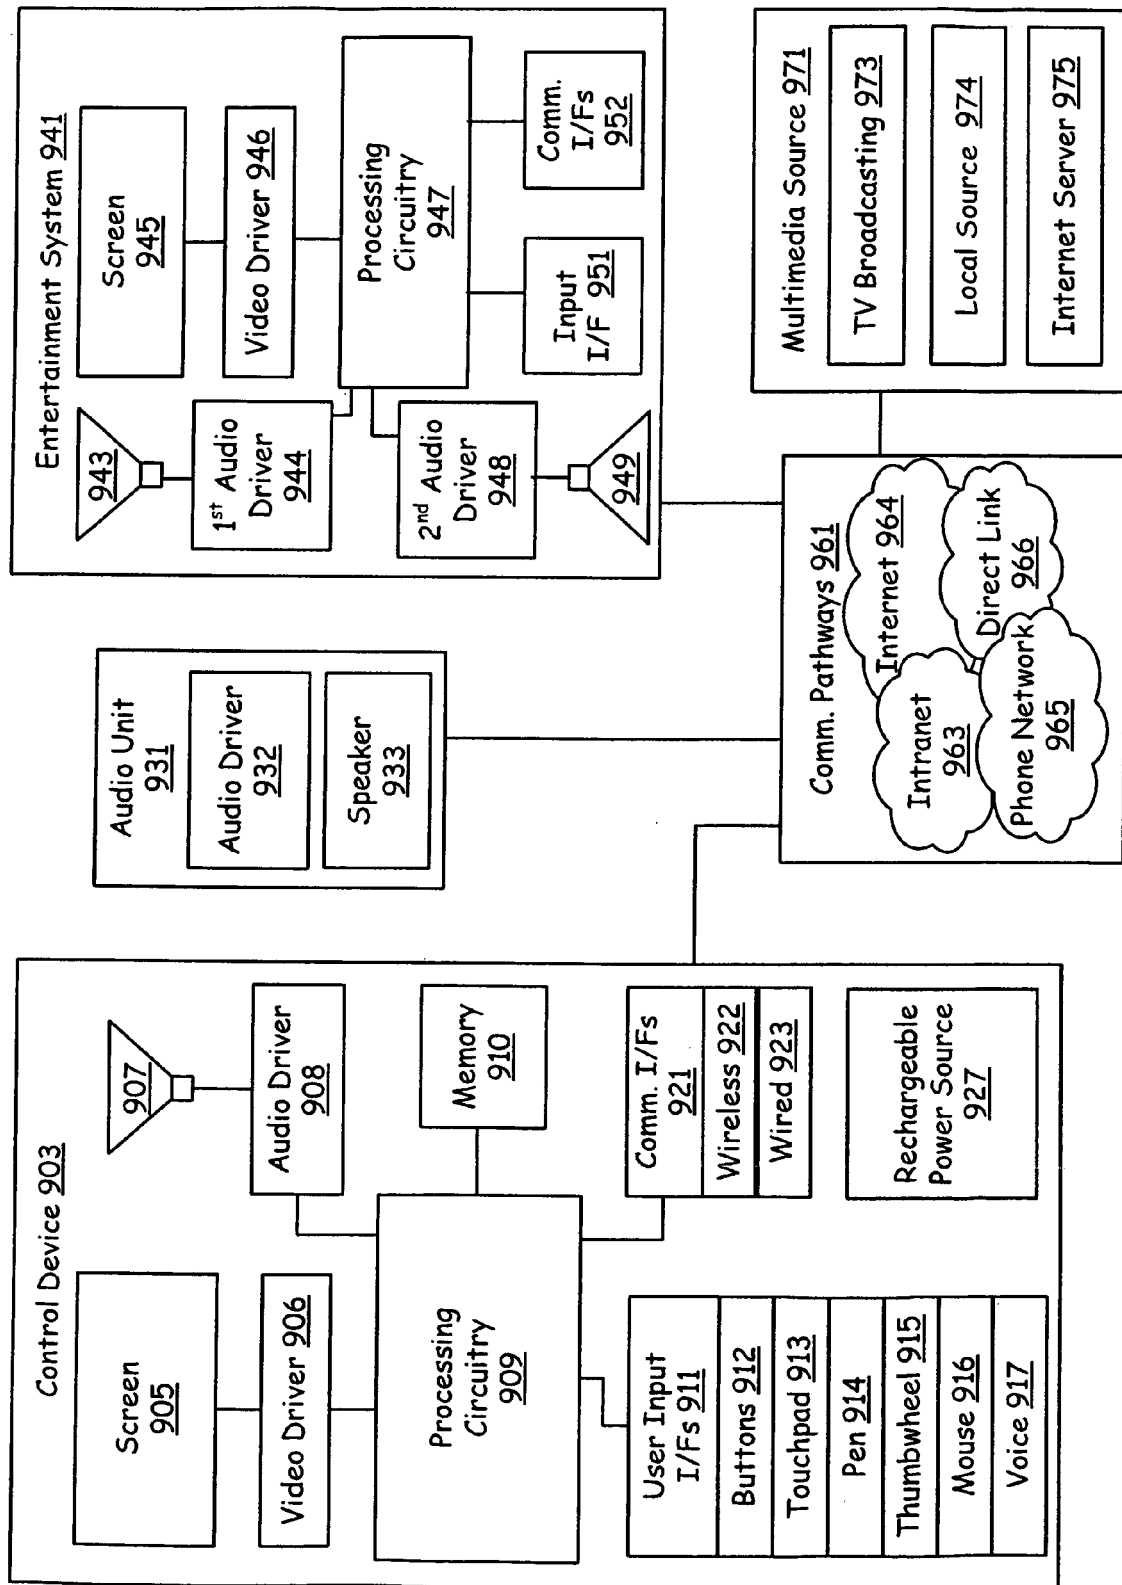 Control Device 903
Screen
905
Video Driver 906
907
Audio Driver
908
Processing
Circuitry
909
Memory
910
User Input
I/Fs 911
Buttons 912
Touchpad 913
Pen 914
Thumbwheel 915
Mouse 916
Voice 917
Comm. I/Fs
921
Wireless 922
Wired 923
Rechargeable
Power Source
927
Audio Unit
931
Audio Driver
932
Speaker
933
Entertainment System 941
943
1st Audio
Driver
944
Screen
945
Video Driver 946
2nd Audio
Driver
948
949
Processing
Circuitry
947
Input
I/F 951
Comm.
I/Fs
952
Comm. Pathways 961
Intranet
963
Internet 964
Phone Network
965
Direct Link
966
Multimedia Source 971
TV Broadcasting 973
Local Source 974
Internet Server 975